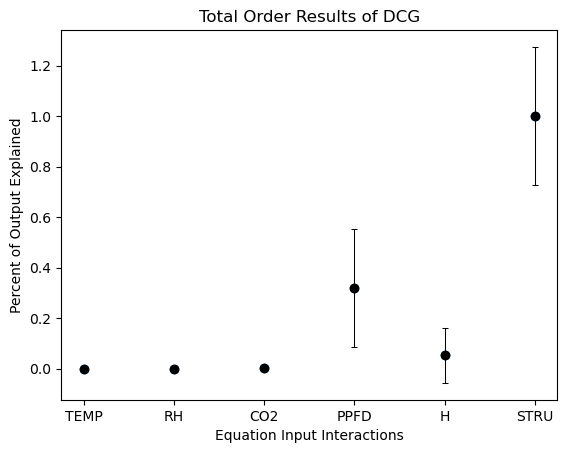 Total Order Results of DCG
Percent of Output Explained
1.2
1.0
0.8
0.6
0.4
0.2
0.0
TEMP RH CO2 PPFD H STRU
Equation Input Interactions